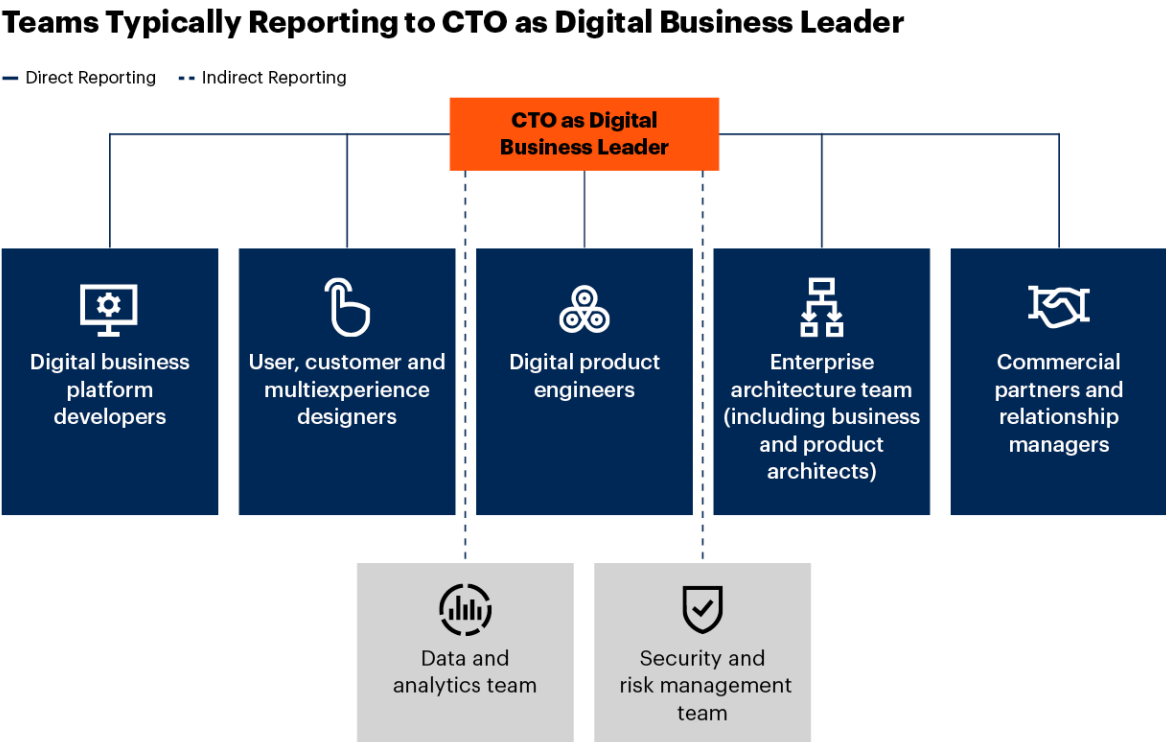 Teams Typically Reporting to CTO as Digital Business Leader
Direct Reporting
Indirect Reporting
CTO as Digital
Business Leader
Digital business
platform
developers
User, customer and
multiexperience
designers
Digital product
engineers
Enterprise
architecture team
(including business
and product
architects)
Commercial
partners and
relationship
managers
Data and
analytics team
Security and
risk management
team